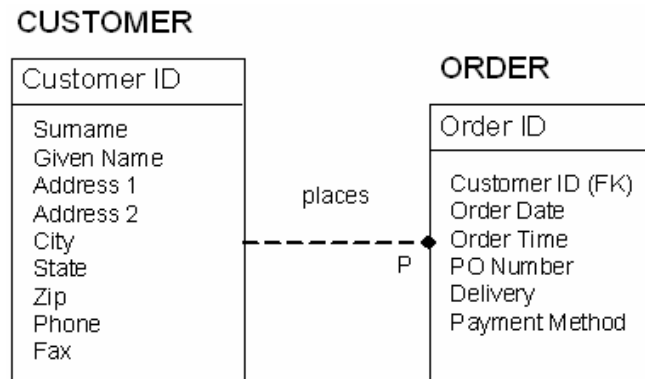 CUSTOMER
Customer ID
Surname
Given Name
Address 1
Address 2
City
State
Zip
Phone
Fax
places
P
ORDER
Order ID
Customer ID (FK)
Order Date
Order Time
PO Number
Delivery
Payment Method